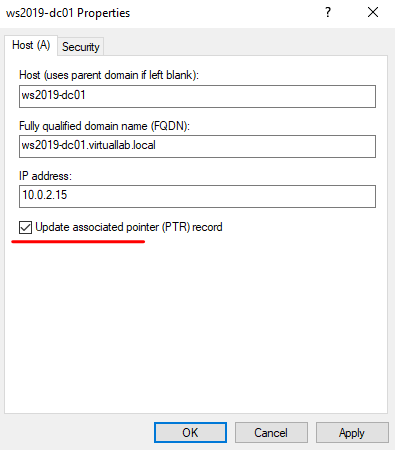 ws2019-dc01 Properties
Host (A)
Security
Host (uses parent domain if left blank):
ws2019-dc01
Fully qualified domain name (FQDN):
ws2019-dc01.virtuallab.local
IP address:
10.0.2.15
Update associated pointer (PTR) record
OK
Cancel
Apply